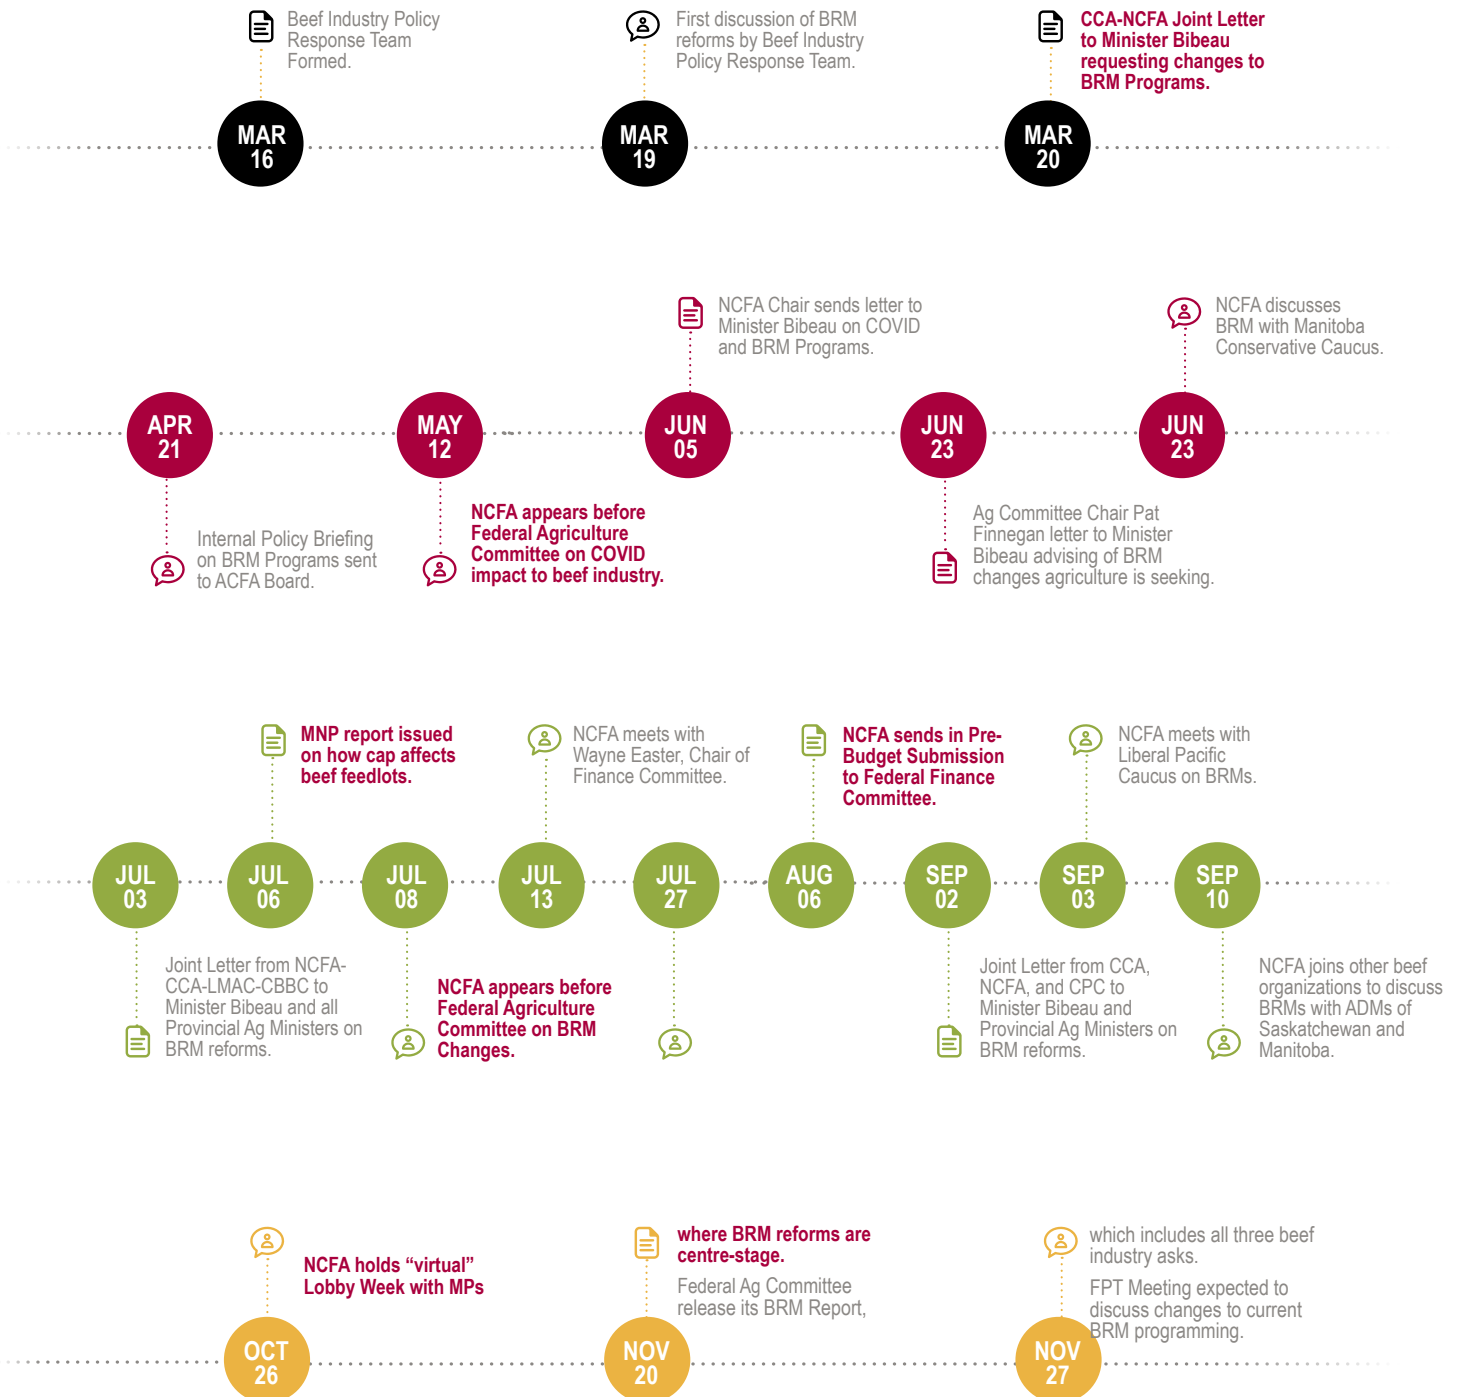 Beef Industry Policy
Response Team
Formed.
MAR
16
First discussion of BRM
reforms by Beef Industry
Policy Response Team.
MAR
19
CCA-NCFA Joint Letter
to Minister Bibeau
requesting changes to
BRM Programs.
MAR
20
APR
21
Internal Policy Briefing
on BRM Programs sent
to ACFA Board.
MAY
12
NCFA appears before
Federal Agriculture
Committee on COVID
impact to beef industry.
NCFA Chair sends letter to
Minister Bibeau on COVID
and BRM Programs.
JUN
05
JUN
23
Ag Committee Chair Pat
Finnegan letter to Minister
Bibeau advising of BRM
changes agriculture is seeking.
NCFA discusses
BRM with Manitoba
Conservative Caucus.
JUN
23
JUL
03
Joint Letter from NCFA-
CCA-LMAC-CBBC to
Minister Bibeau and all
Provincial Ag Ministers on
BRM reforms.
MNP report issued
on how cap affects
beef feedlots.
JUL
06
JUL
08
NCFA appears before
Federal Agriculture
Committee on BRM
Changes.
NCFA meets with
Wayne Easter, Chair of
Finance Committee.
JUL
13
JUL
27
NCFA sends in Pre-
Budget Submission
to Federal Finance
Committee.
AUG
06
SEP
02
Joint Letter from CCA,
NCFA, and CPC to
Minister Bibeau and
Provincial Ag Ministers on
BRM reforms.
NCFA meets with
Liberal Pacific
Caucus on BRMs.
SEP
03
SEP
10
NCFA joins other beef
organizations to discuss
BRMs with ADMs of
Saskatchewan and
Manitoba.
NCFA holds “virtual”
Lobby Week with MPs
OCT
26
where BRM reforms are
centre-stage.
Federal Ag Committee
release its BRM Report,
NOV
20
which includes all three beef
industry asks.
FPT Meeting expected to
discuss changes to current
BRM programming.
NOV
27